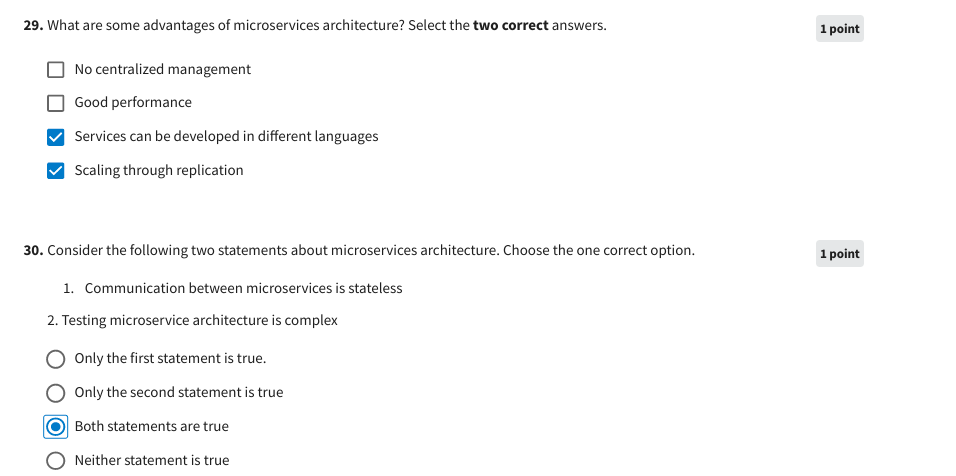 29. What are some advantages of microservices architecture? Select the two correct answers.
1 point
No centralized management
Good performance
Services can be developed in different languages
Scaling through replication
30. Consider the following two statements about microservices architecture. Choose the one correct option.
1 point
1. Communication between microservices is stateless
2. Testing microservice architecture is complex
Only the first statement is true.
Only the second statement is true
Both statements are true
Neither statement is true